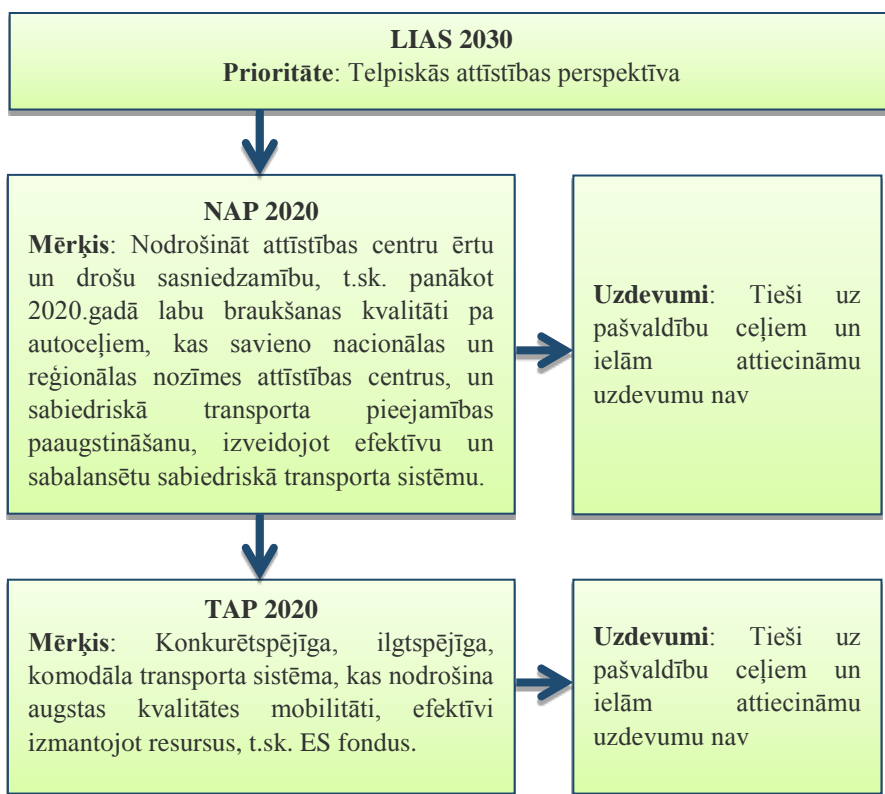 LIAS 2030
Prioritāte: Telpiskās attīstības perspektīva
NAP 2020
Mērķis: Nodrošināt attīstības centru ērtu
un drošu sasniedzamību, t.sk. panākot
2020.gadā labu braukšanas kvalitāti pa
autoceļiem, kas savieno nacionālas un
reģionālas nozīmes attīstības centrus, un
sabiedriskā transporta pieejamības
paaugstināšanu, izveidojot efektīvu un
sabalansētu sabiedriskā transporta sistēmu.
Uzdevumi: Tieši uz
pašvaldību ceļiem un
ielām attiecināmu
uzdevumu nav
TAP 2020
Mērķis: Konkurētspējīga, ilgtspējīga,
komodāla transporta sistēma, kas nodrošina
augstas kvalitātes mobilitāti, efektīvi
izmantojot resursus, t.sk. ES fondus.
Uzdevumi: Tieši uz
pašvaldību ceļiem un
ielām attiecināmu
uzdevumu nav